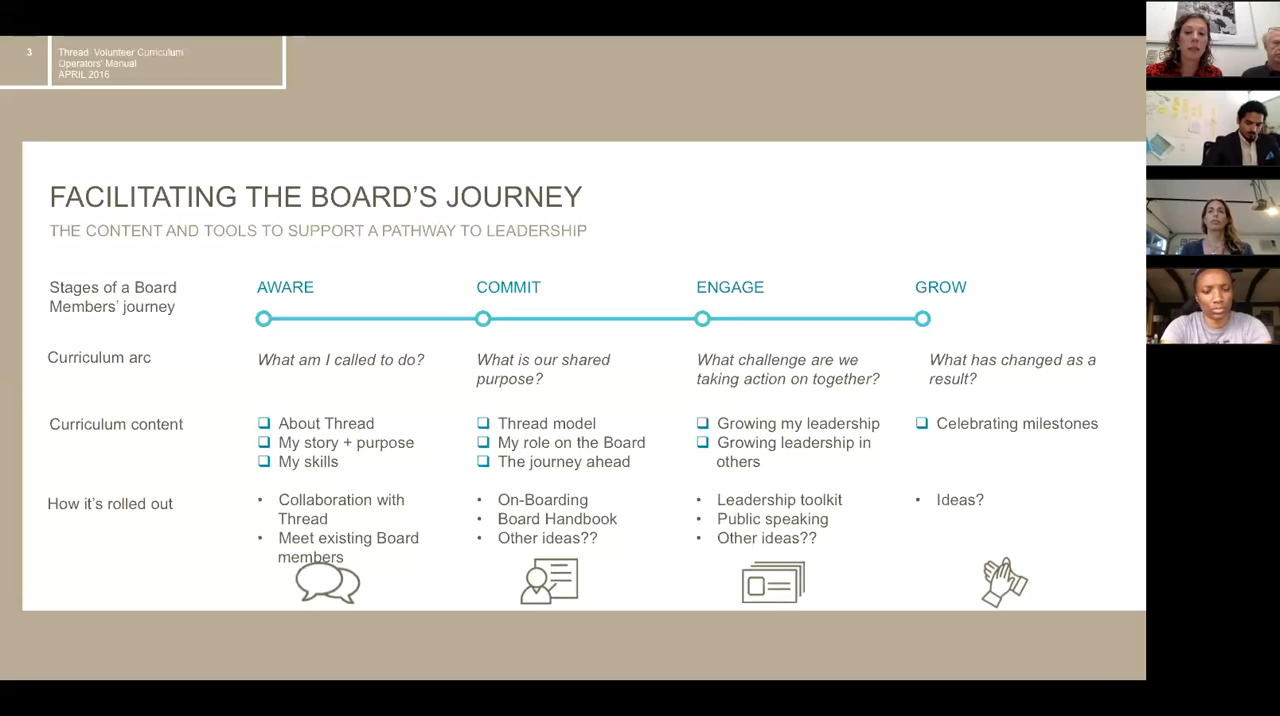 3
Thread Volunteer Curriculum
Operators' Manual
APRIL 2016
FACILITATING THE BOARD'S JOURNEY
THE CONTENT AND TOOLS TO SUPPORT A PATHWAY TO LEADERSHIP
Stages of a Board
Members' journey
AWARE
COMMIT
ENGAGE
GROW
Curriculum arc
What am I called to do?
What is our shared
purpose?
What challenge are we
taking action on together?
What has changed as a
result?
Curriculum content
❑ About Thread
❑ My story + purpose
❑ My skills
❑ Thread model
❑ My role on the Board
❑ The journey ahead
❑ Growing my leadership
❑ Growing leadership in
others
❑ Celebrating milestones
How it's rolled out
• Collaboration with
Thread
• Meet existing Board
members
• On-Boarding
• Board Handbook
• Other ideas??
• Leadership toolkit
• Public speaking
• Other ideas??
• Ideas?